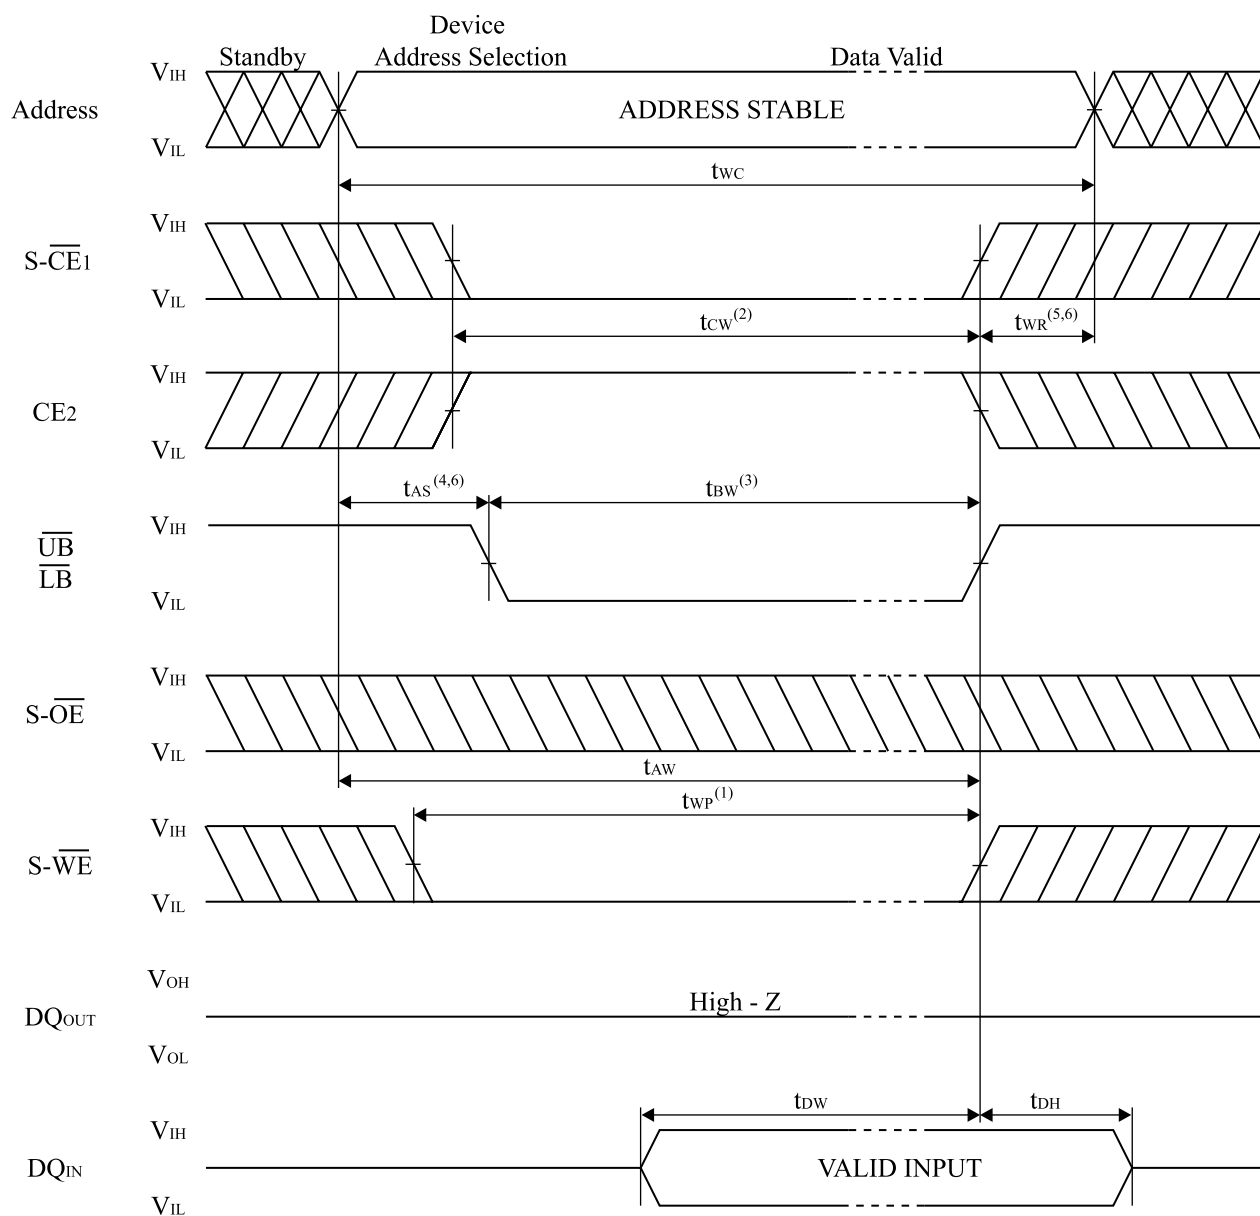 Device
Standby Address Selection Data Valid
VIH
Address ADDRESS STABLE
VIL
tWC
VIH
S-CE1
VIL
tCW(2) tWR(5,6)
VIH
CE2
VIL
tAS(4,6) tBW(3)
VIH
UB
LB
VIL
VIH
S-OE
VIL
tAW
tWP(1)
VIH
S-WE
VIL
VOH
High - Z
DQOUT
VOL
tDW tDH
VIH
DQIN VALID INPUT
VIL